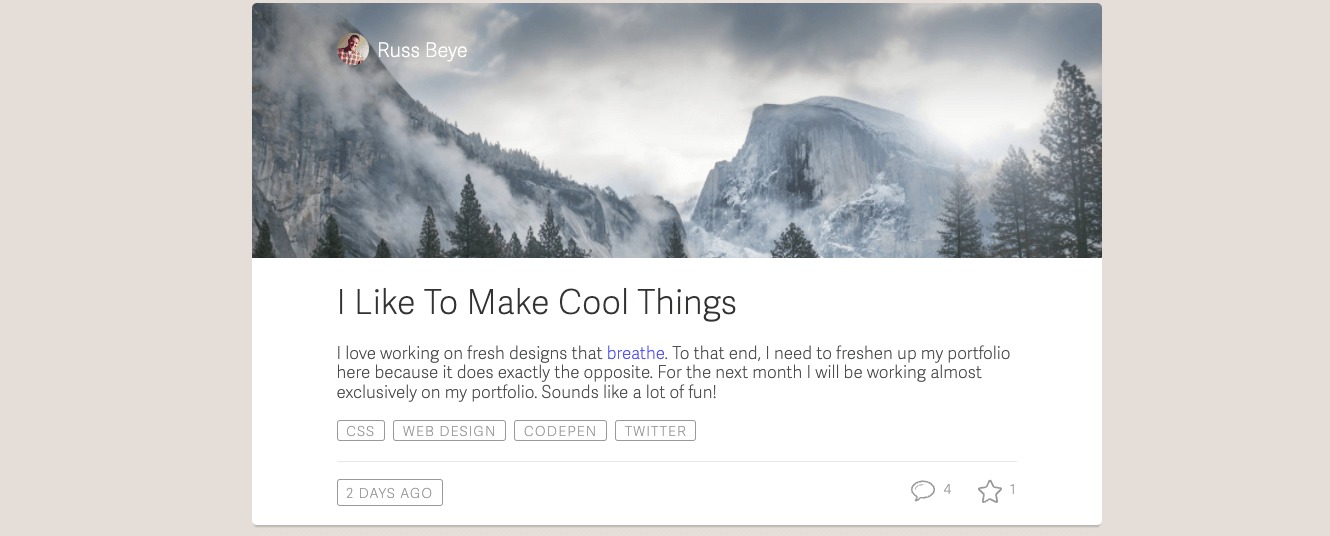 Russ Beye
I Like To Make Cool Things
I love working on fresh designs that breathe. To that end, I need to freshen up my portfolio
here because it does exactly the opposite. For the next month I will be working almost
exclusively on my portfolio. Sounds like a lot of fun!
CSS WEB DESIGN CODEPEN TWITTER
2 DAYS AGO 4 1